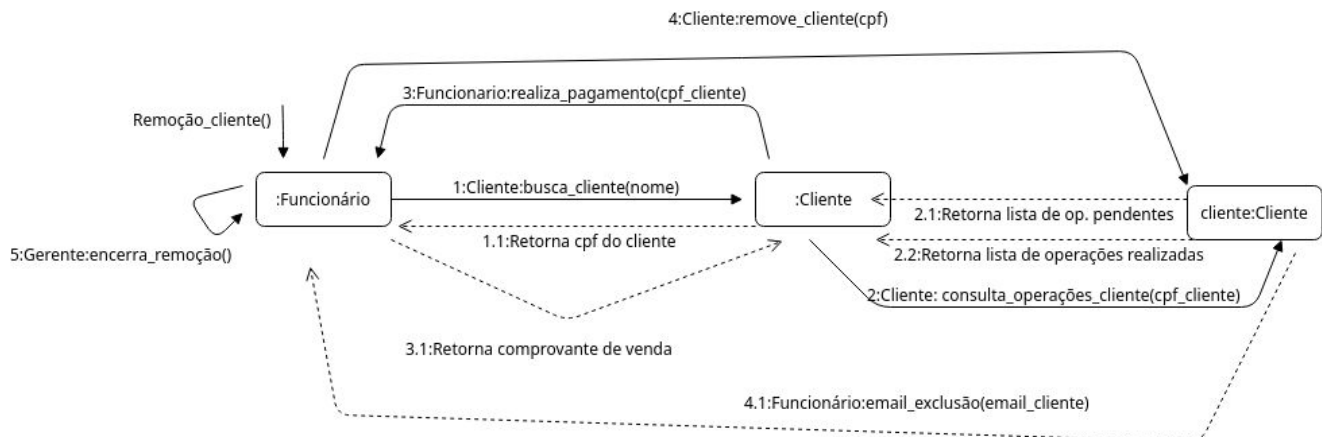 4:Cliente:remove_cliente(cpf)
3:Funcionario:realiza_pagamento(cpf_cliente)
Remoção_cliente()
:Funcionário
1:Cliente:busca_cliente(nome)
:Cliente
cliente:Cliente
2.1:Retorna lista de op. pendentes
1.1:Retorna cpf do cliente
2.2:Retorna lista de operações realizadas
5:Gerente:encerra_remoção()
2:Cliente: consulta_operações_cliente(cpf_cliente)
3.1:Retorna comprovante de venda
4.1:Funcionário:email_exclusão(email_cliente)